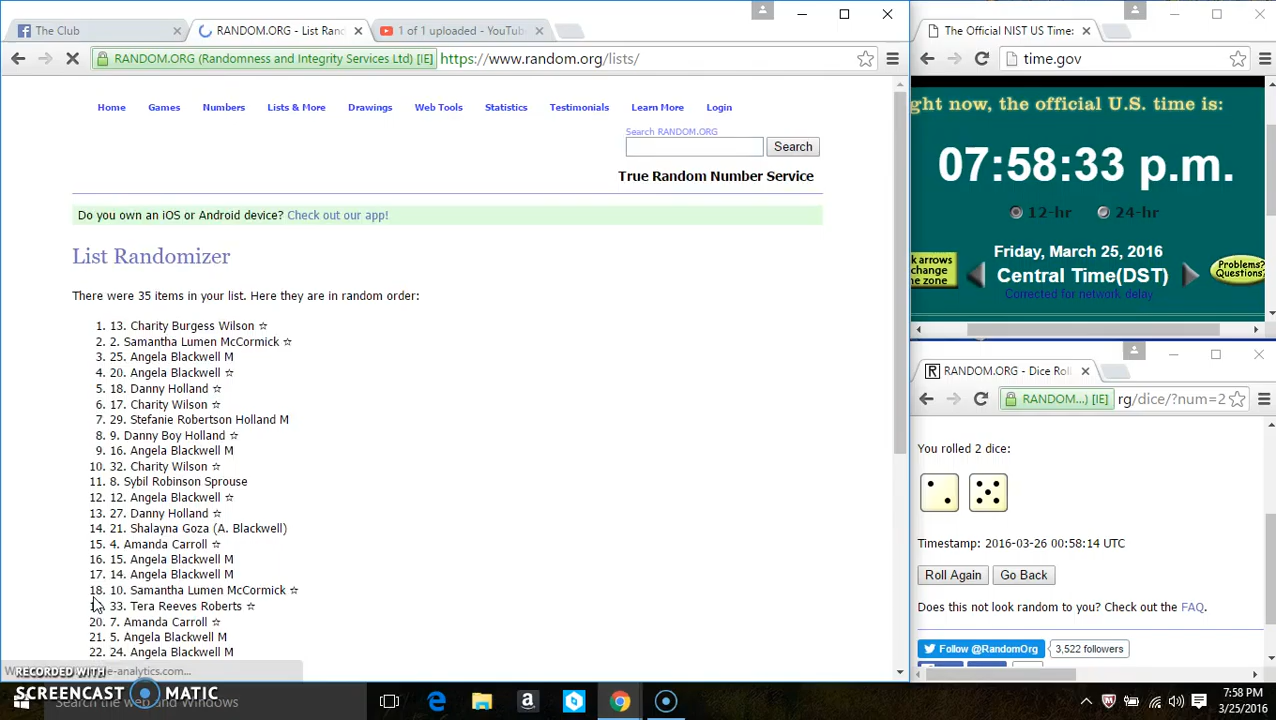 The Club
RANDOM.ORG - List Ran
1 of 1 uploaded - YouTub
RANDOM.ORG (Randomness and Integrity Services Ltd) [IE]
https://www.random.org/lists/
Home
Games
Numbers
Lists & More
Drawings
Web Tools
Statistics
Testimonials
Learn More
Login
Search RANDOM.ORG
Search
True Random Number Service
Do you own an iOS or Android device? Check out our app!
List Randomizer
There were 35 items in your list. Here they are in random order:
1. 13. Charity Burgess Wilson ☆
2. 2. Samantha Lumen McCormick ☆
3. 25. Angela Blackwell M
4. 20. Angela Blackwell ☆
5. 18. Danny Holland ☆
6. 17. Charity Wilson ☆
7. 29. Stefanie Robertson Holland M
8. 9. Danny Boy Holland ☆
9. 16. Angela Blackwell M
10. 32. Charity Wilson ☆
11. 8. Sybil Robinson Sprouse
12. 12. Angela Blackwell ☆
13. 27. Danny Holland ☆
14. 21. Shalayna Goza (A. Blackwell)
15. 4. Amanda Carroll ☆
16. 15. Angela Blackwell M
17. 14. Angela Blackwell M
18. 10. Samantha Lumen McCormick ☆
33. Tera Reeves Roberts ☆
20. 7. Amanda Carroll ☆
21. 5. Angela Blackwell M
22. 24. Angela Blackwell M
e-analytics.com...
RECORDED WITH
SCREENCAST MATIC
Search the web and Windows
The Official NIST US Time:
time.gov
ght now, the official U.S. time is:
07:58:33 p.m.
12-hr
24-hr
Friday, March 25, 2016
Central Time(DST)
Corrected for network delay
k arrows
change
he zone
Problems?
Questions?
RANDOM.ORG - Dice Roll
RANDOM...) [IE]
rg/dice/?num=2
You rolled 2 dice:
Timestamp: 2016-03-26 00:58:14 UTC
Roll Again
Go Back
Does this not look random to you? Check out the FAQ.
Follow @RandomOrg
3,522 followers
7:58 PM
3/25/2016